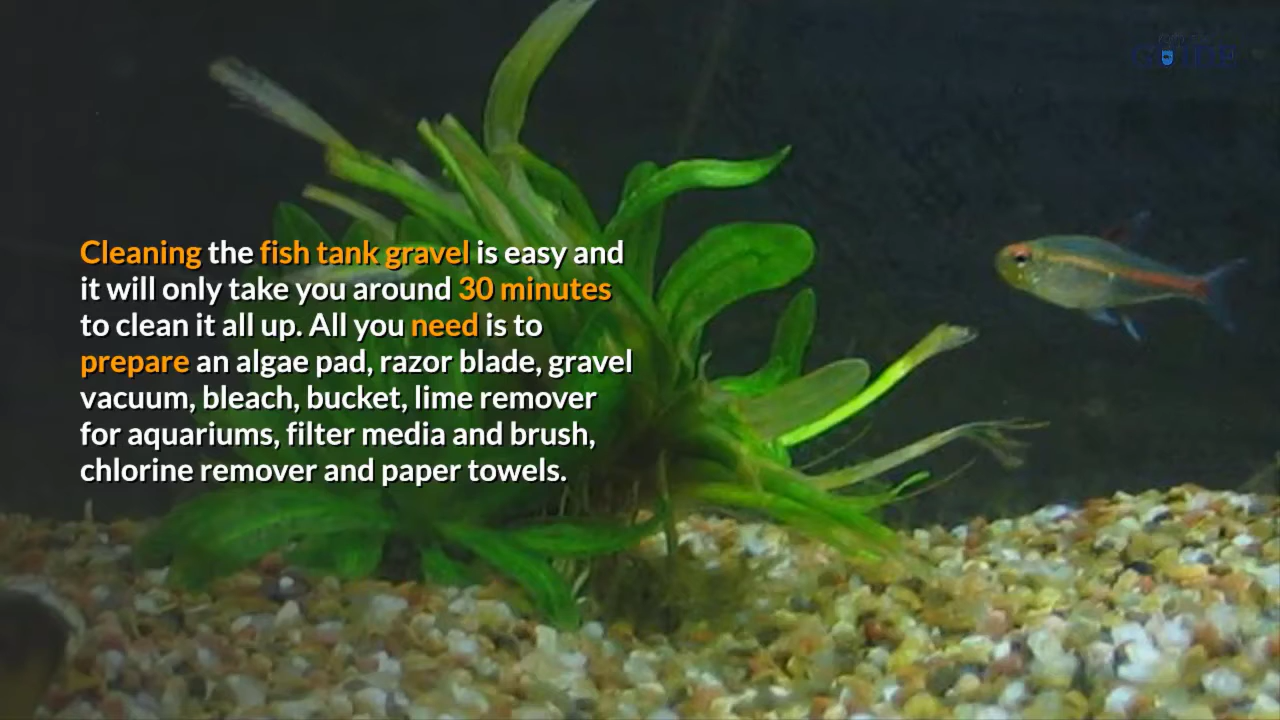 Cleaning the fish tank gravel is easy and
it will only take you around 30 minutes
to clean it all up. All you need is to
prepare an algae pad, razor blade, gravel
vacuum, bleach, bucket, lime remover
for aquariums, filter media and brush,
chlorine remover and paper towels.
GUIDE